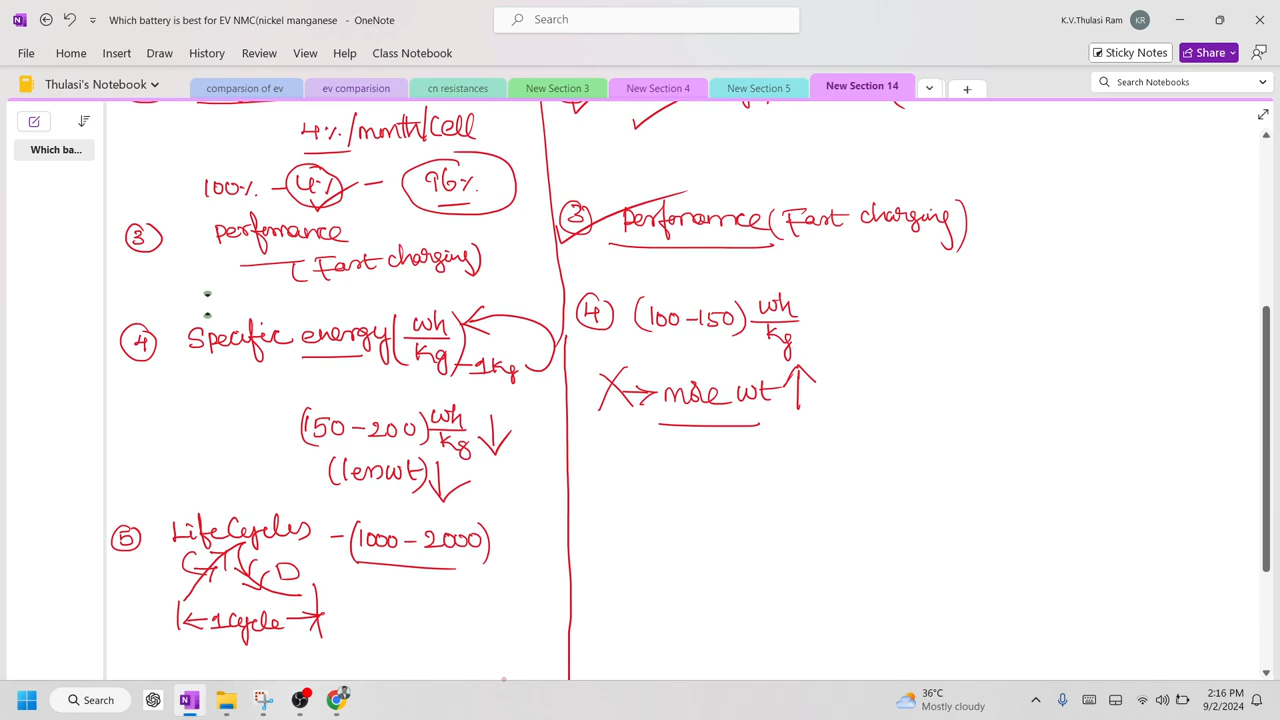 Which battery is best for EV NMC(nickel manganese - OneNote
Search
K.V.Thulasi Ram
KR
File Home Insert Draw History Review View Help Class Notebook
Sticky Notes
Share
Thulasi's Notebook
comparsion of ev
ev comparision
cn resistances
New Section 3
New Section 4
New Section 5
New Section 14
Search Notebooks
Which ba...
4% /month/Cell
100% - 4% - 96%
③ performance
(Fast charging)
④ Specific energy (wh/kg) - 1kg
(150-200) wh/kg ↓
(less wt) ↓
⑤ LifeCycles - (1000-2000)
C → D
← 1cycle →
③ performance (Fast charging)
④ (100-150) wh/kg
X → more wt ↑
Search
36°C
Mostly cloudy
2:16 PM
9/2/2024